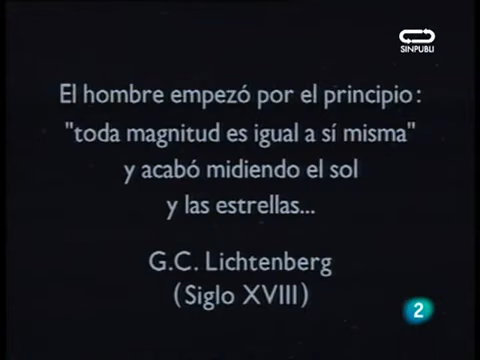 SINPUBLI
El hombre empezó por el principio:
"toda magnitud es igual a sí misma"
y acabó midiendo el sol
y las estrellas...
G.C. Lichtenberg
(Siglo XVIII)
2